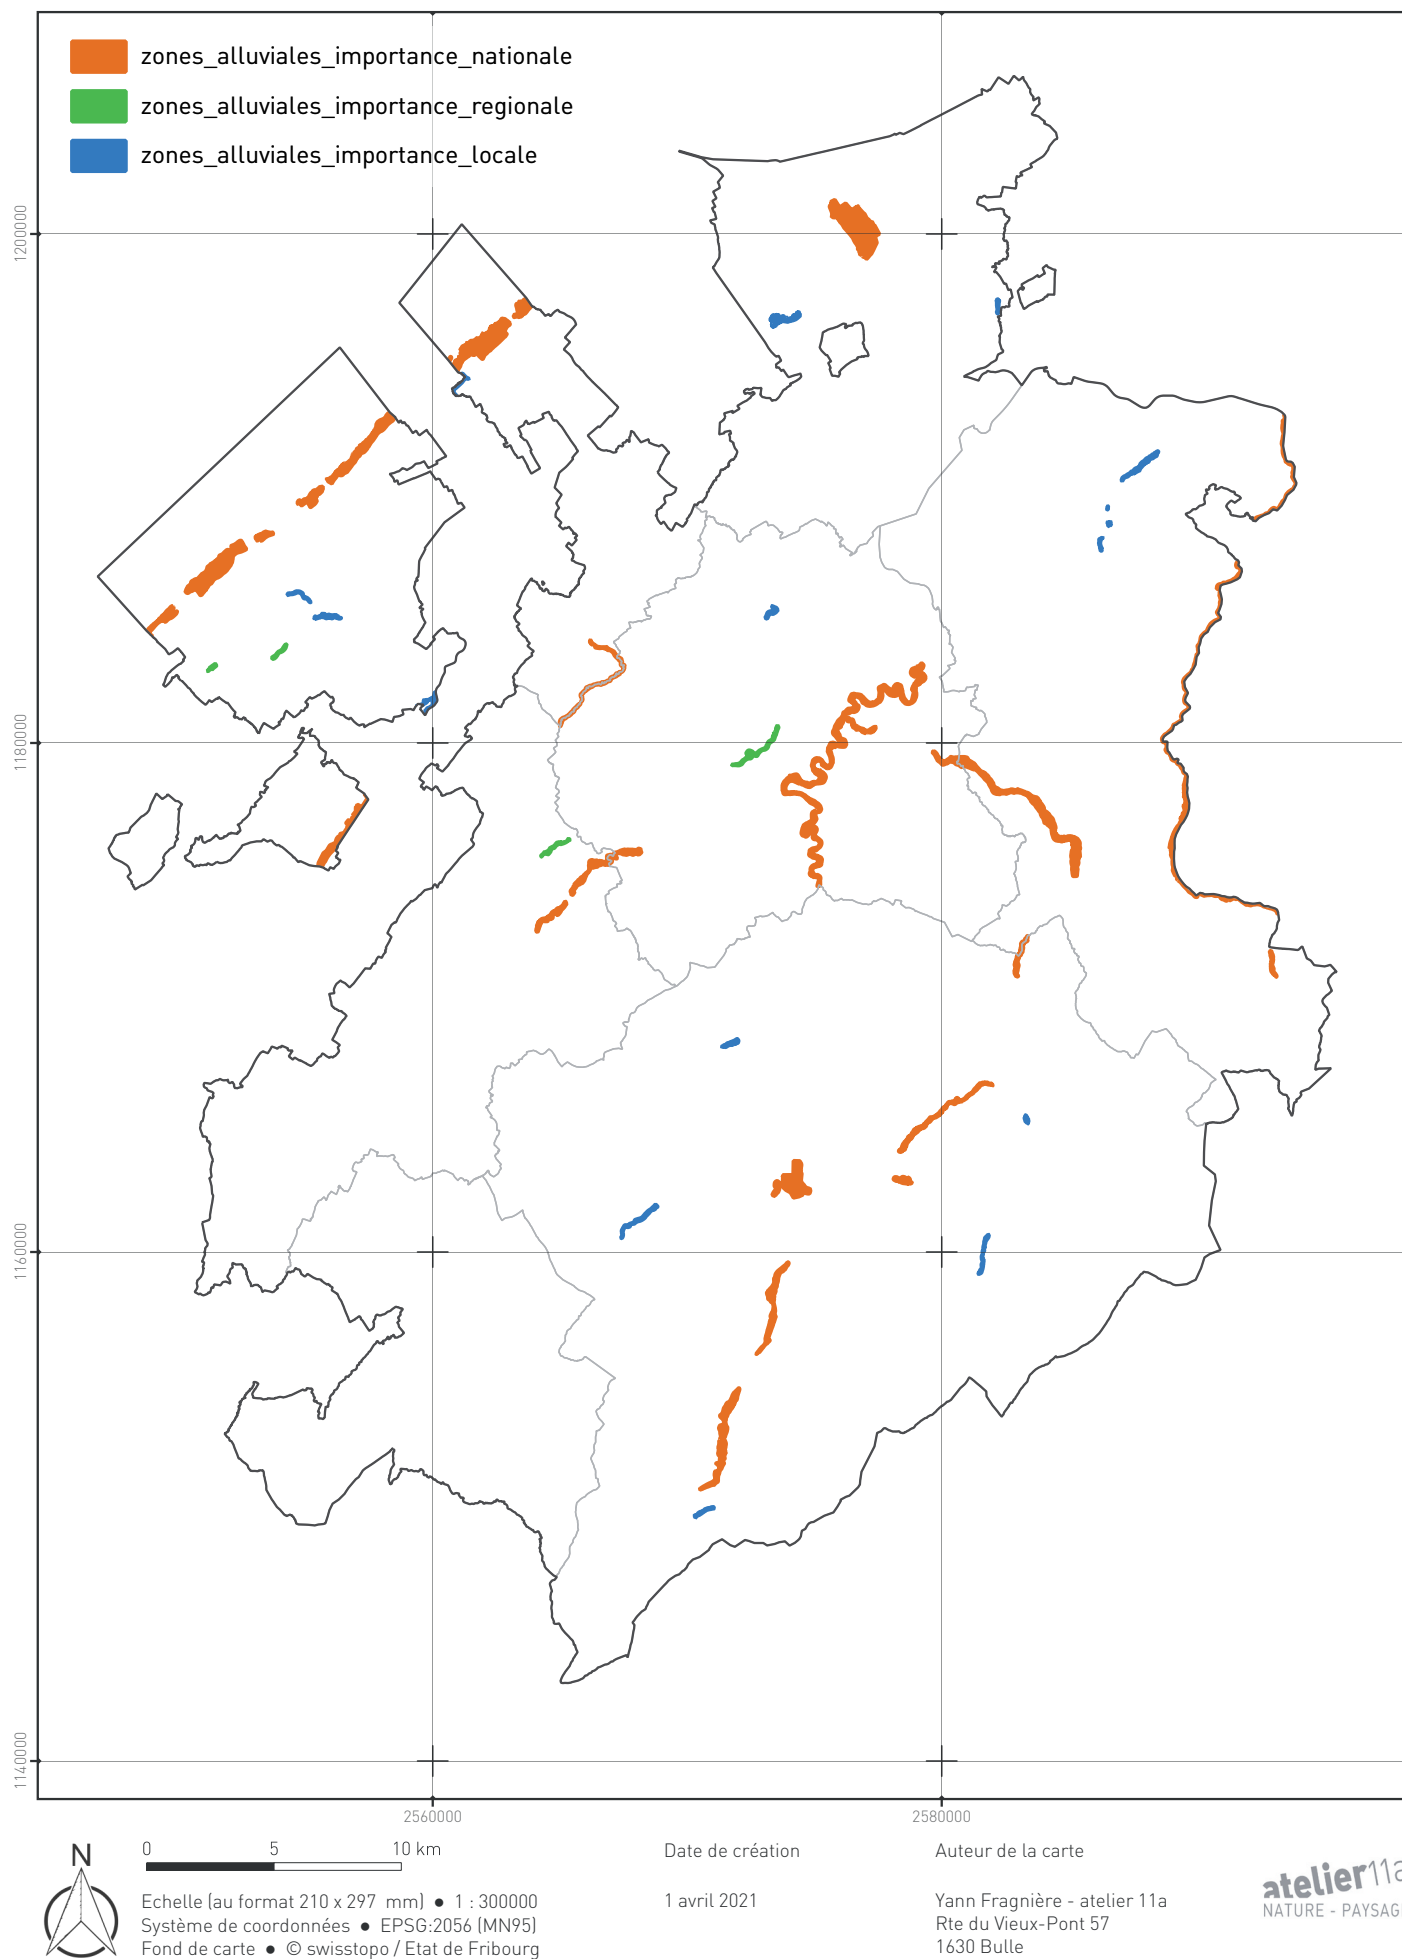 zones_alluviales_importance_nationale
zones_alluviales_importance_regionale
zones_alluviales_importance_locale
1200000
1180000
1160000
1140000
2560000
2580000
N
0 5 10 km
Echelle (au format 210 x 297 mm) ● 1 : 300000
Système de coordonnées ● EPSG:2056 (MN95)
Fond de carte ● © swisstopo / Etat de Fribourg
Date de création
1 avril 2021
Auteur de la carte
Yann Fragnière - atelier 11a
Rte du Vieux-Pont 57
1630 Bulle
atelier11a
NATURE - PAYSAG